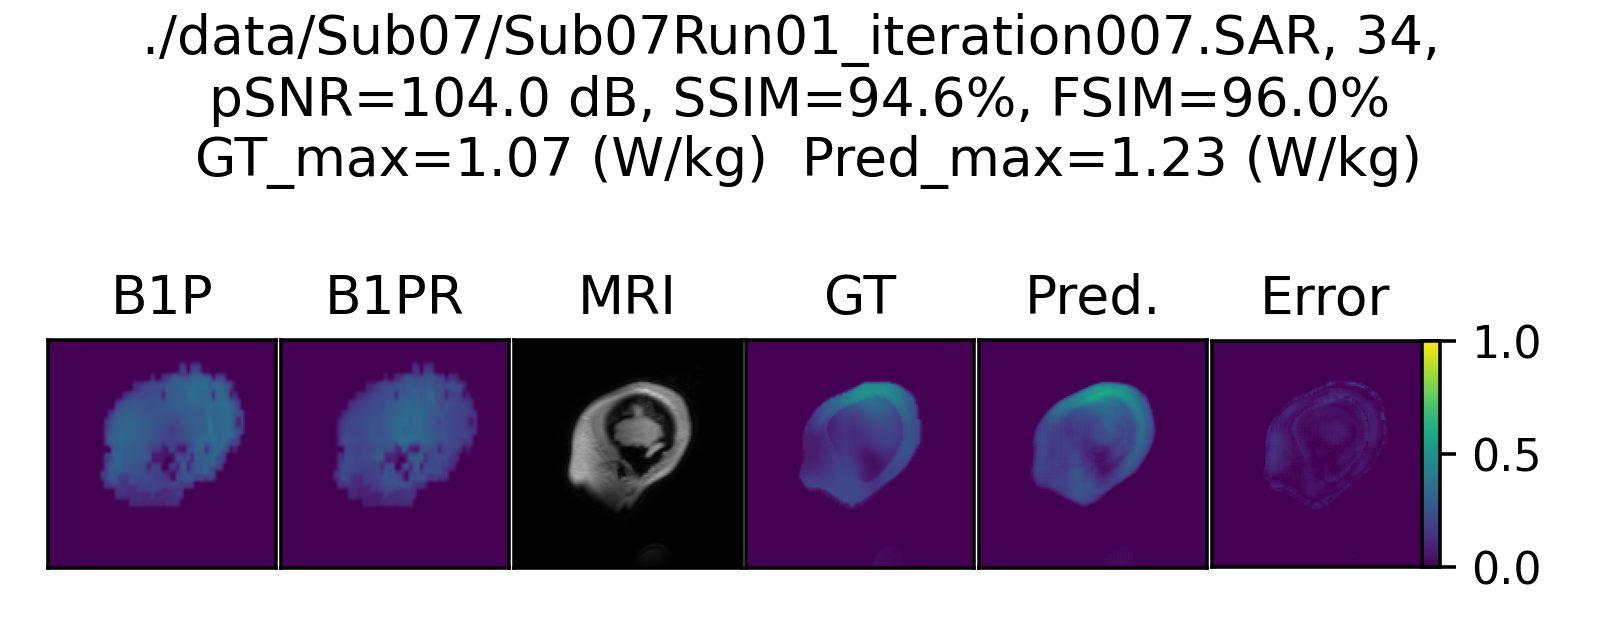 ./data/Sub07/Sub07Run01_iteration007.SAR, 34,
pSNR=104.0 dB, SSIM=94.6%, FSIM=96.0%
GT_max=1.07 (W/kg)  Pred_max=1.23 (W/kg)
B1P B1PR MRI GT Pred. Error
1.0
0.5
0.0